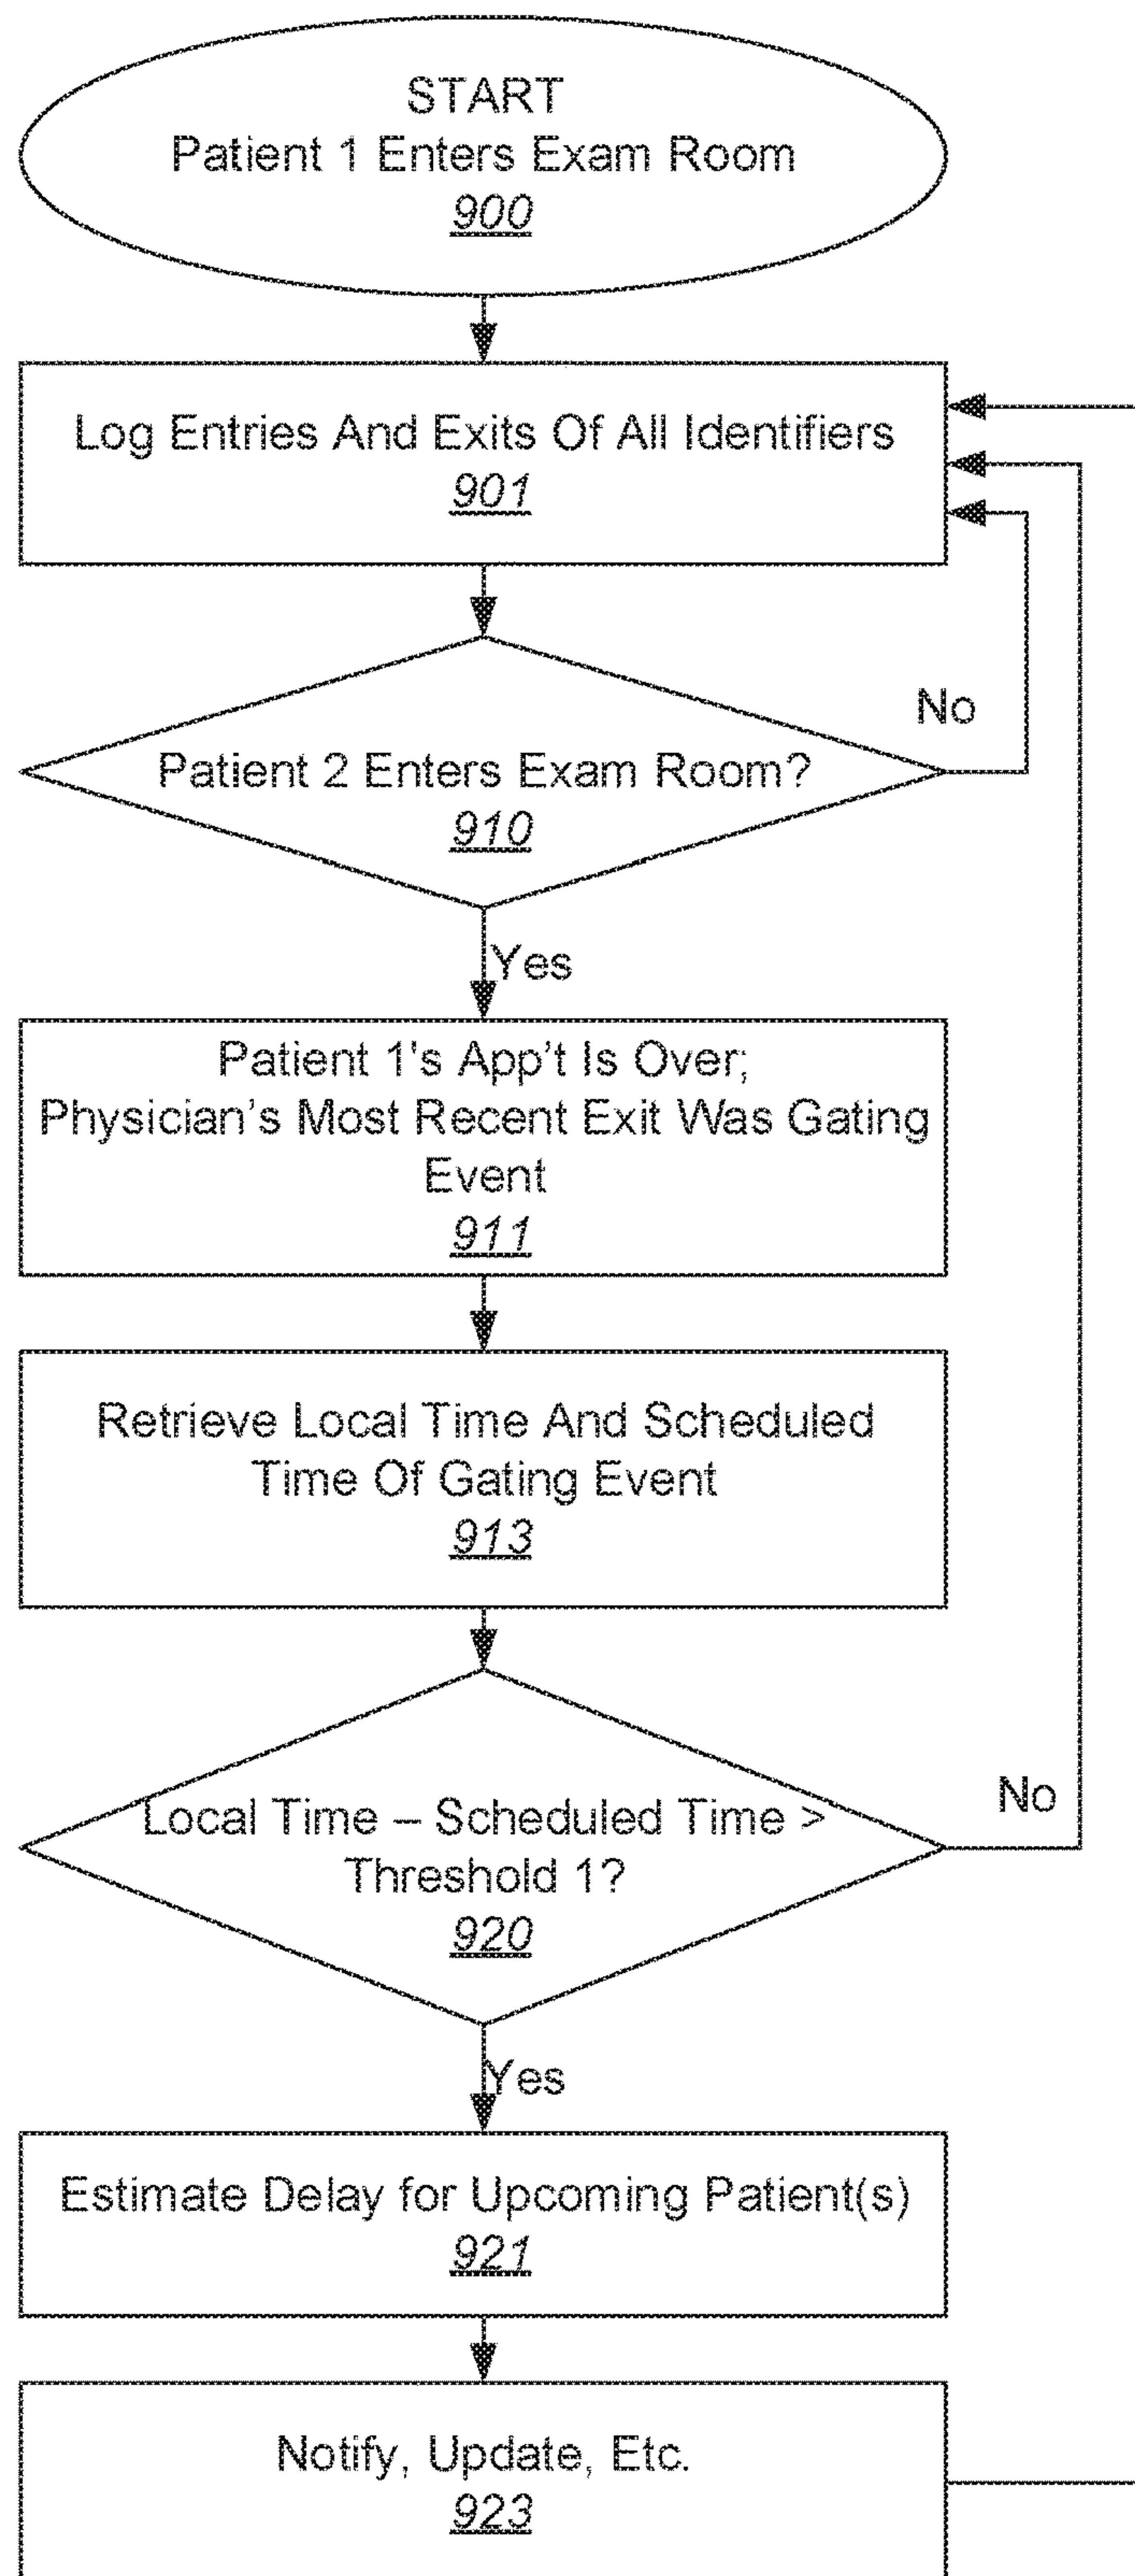 START
Patient 1 Enters Exam Room
900
Log Entries And Exits Of All Identifiers
901
No
Patient 2 Enters Exam Room?
910
Yes
Patient 1's App't Is Over;
Physician's Most Recent Exit Was Gating
Event
911
Retrieve Local Time And Scheduled
Time Of Gating Event
913
No
Local Time – Scheduled Time >
Threshold 1?
920
Yes
Estimate Delay for Upcoming Patient(s)
921
Notify, Update, Etc.
923